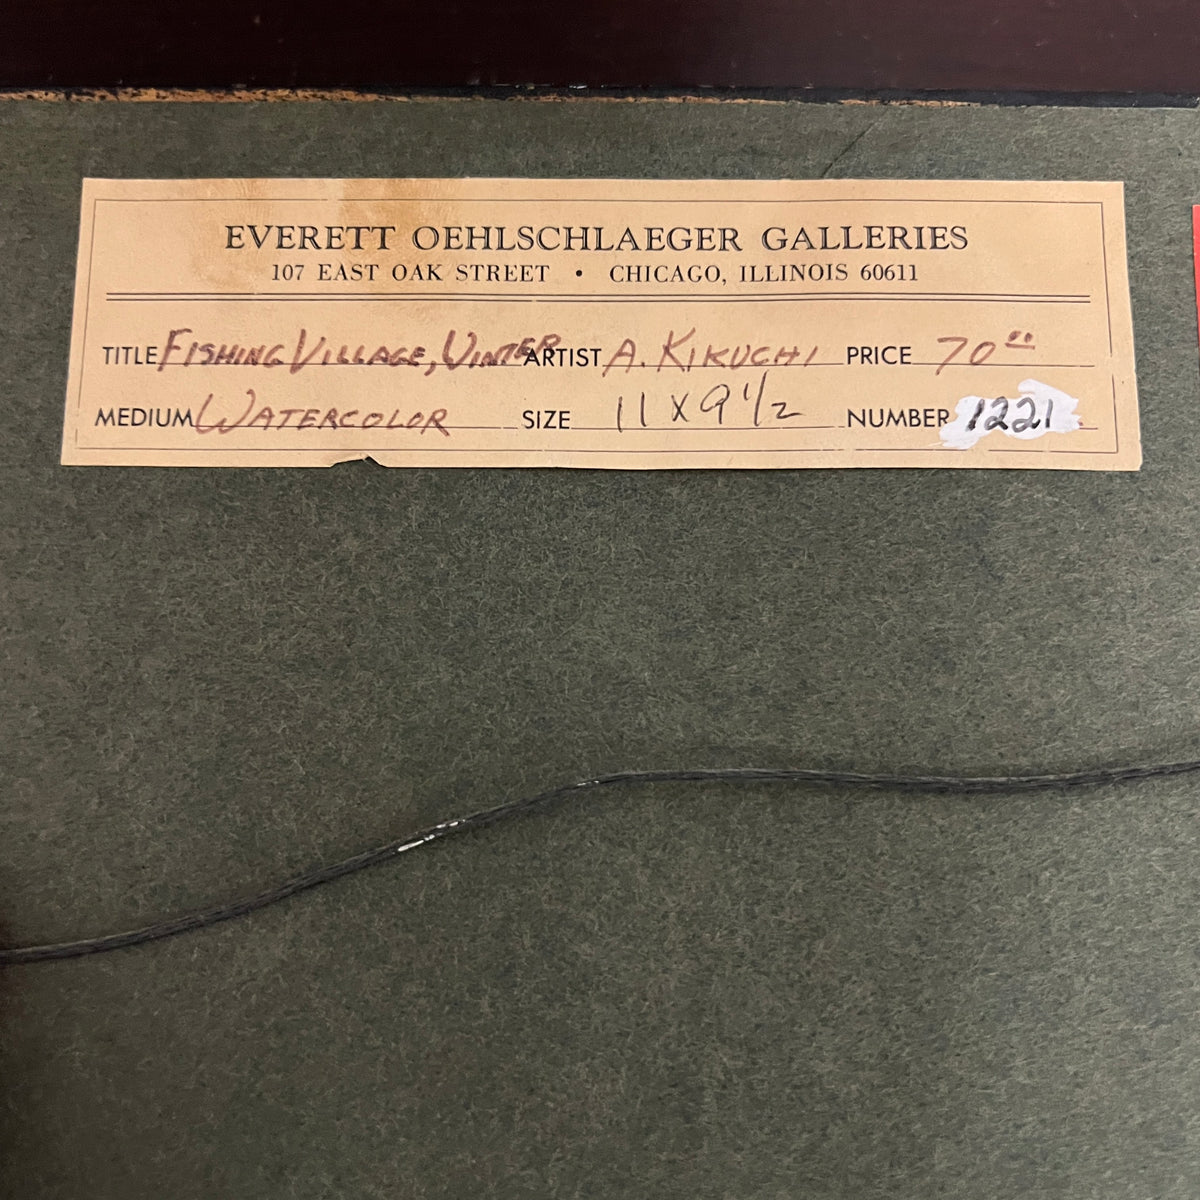 EVERETT OEHLSCHLAEGER GALLERIES
107 EAST OAK STREET • CHICAGO, ILLINOIS 60611
TITLE FISHING VILLAGE, WINTER ARTIST A. KIKUCHI PRICE 70.00
MEDIUM WATERCOLOR SIZE 11 X 9 1/2 NUMBER 1221